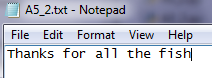 A5_2.txt - Notepad
File Edit Format View Help
Thanks for all the fish